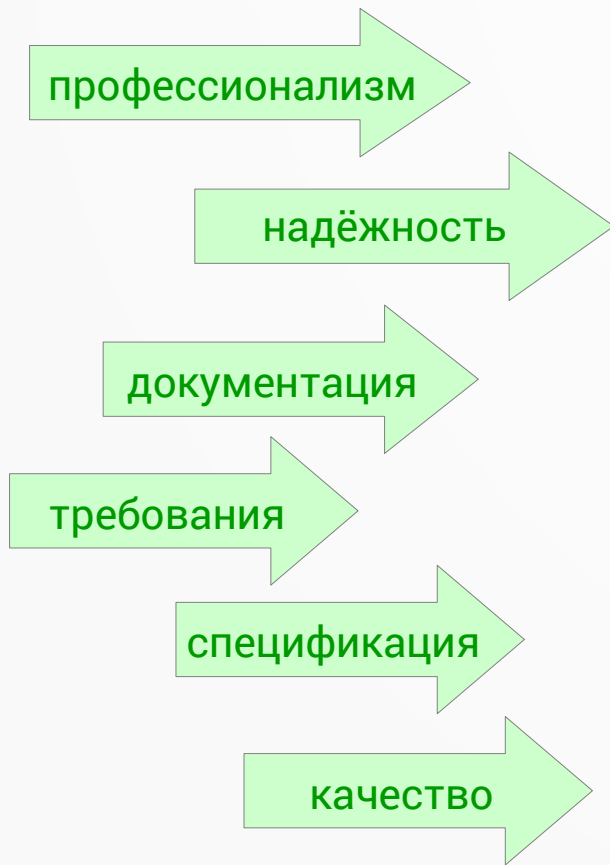 профессионализм
надёжность
документация
требования
спецификация
качество